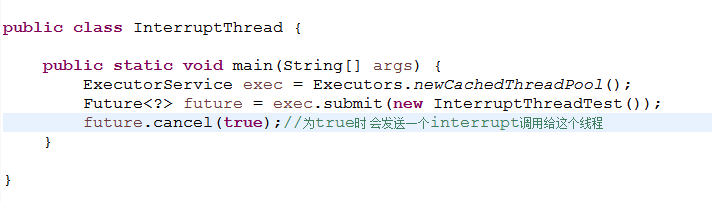 public class InterruptThread {
public static void main(String[] args) {
ExecutorService exec = Executors.newCachedThreadPool();
Future<?> future = exec.submit(new InterruptThreadTest());
future.cancel(true);//为true时会发送一个interrupt调用给这个线程
}
}